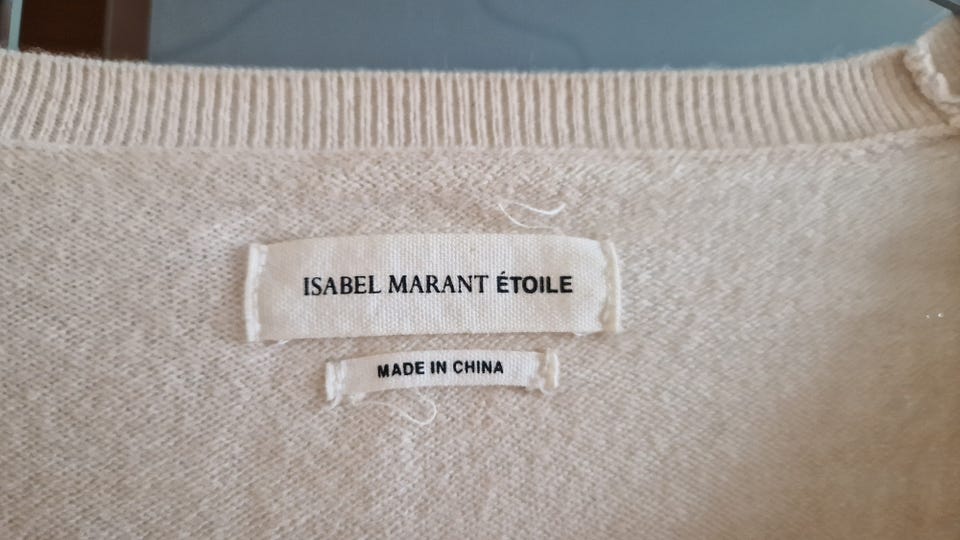 ISABEL MARANT ÉTOILE
MADE IN CHINA